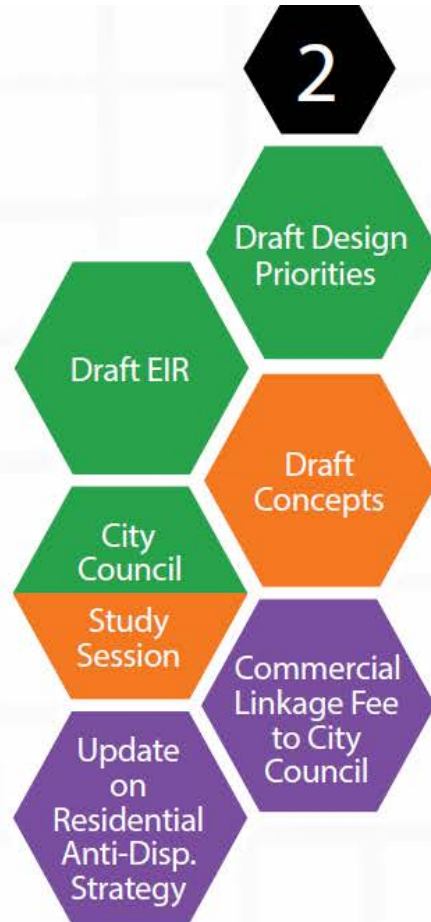 2
Draft Design
Priorities
Draft EIR
Draft
Concepts
City
Council
Study
Session
Commercial
Linkage Fee
to City
Council
Update
on
Residential
Anti-Disp.
Strategy